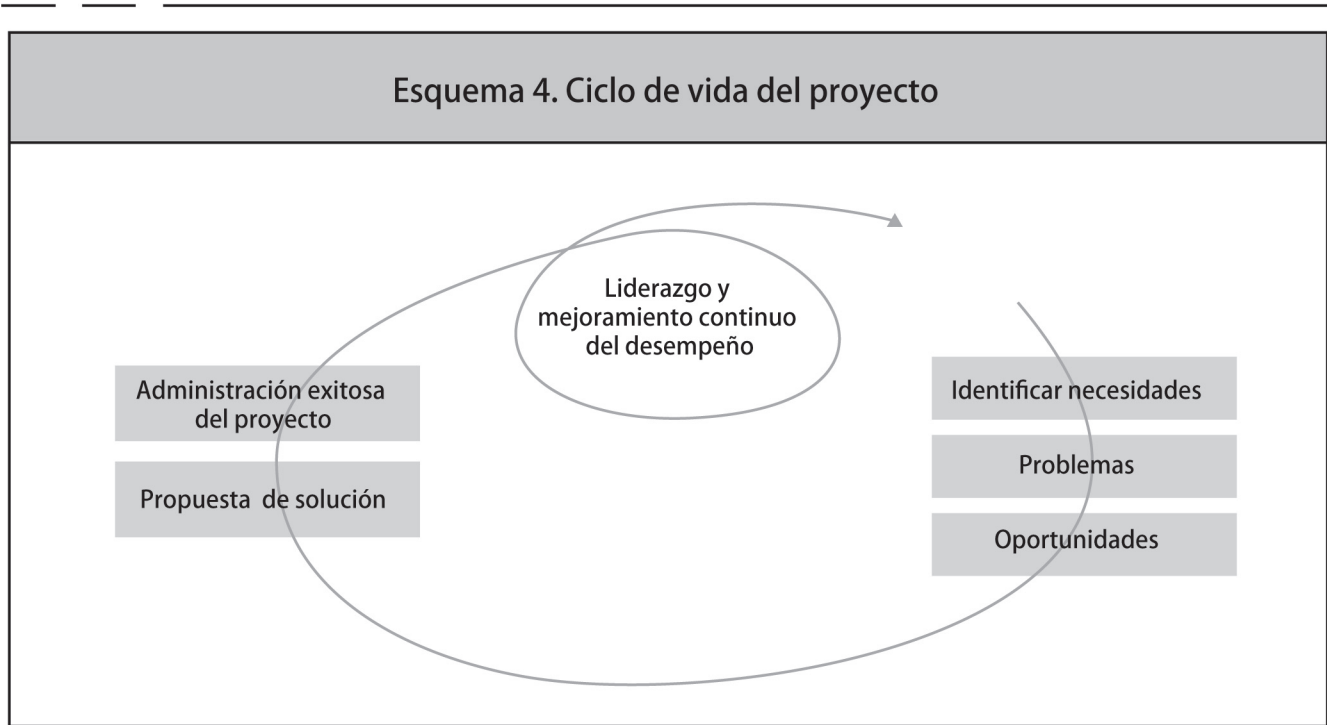 Esquema 4. Ciclo de vida del proyecto
Liderazgo y
mejoramiento continuo
del desempeño
Administración exitosa
del proyecto
Propuesta de solución
Identificar necesidades
Problemas
Oportunidades